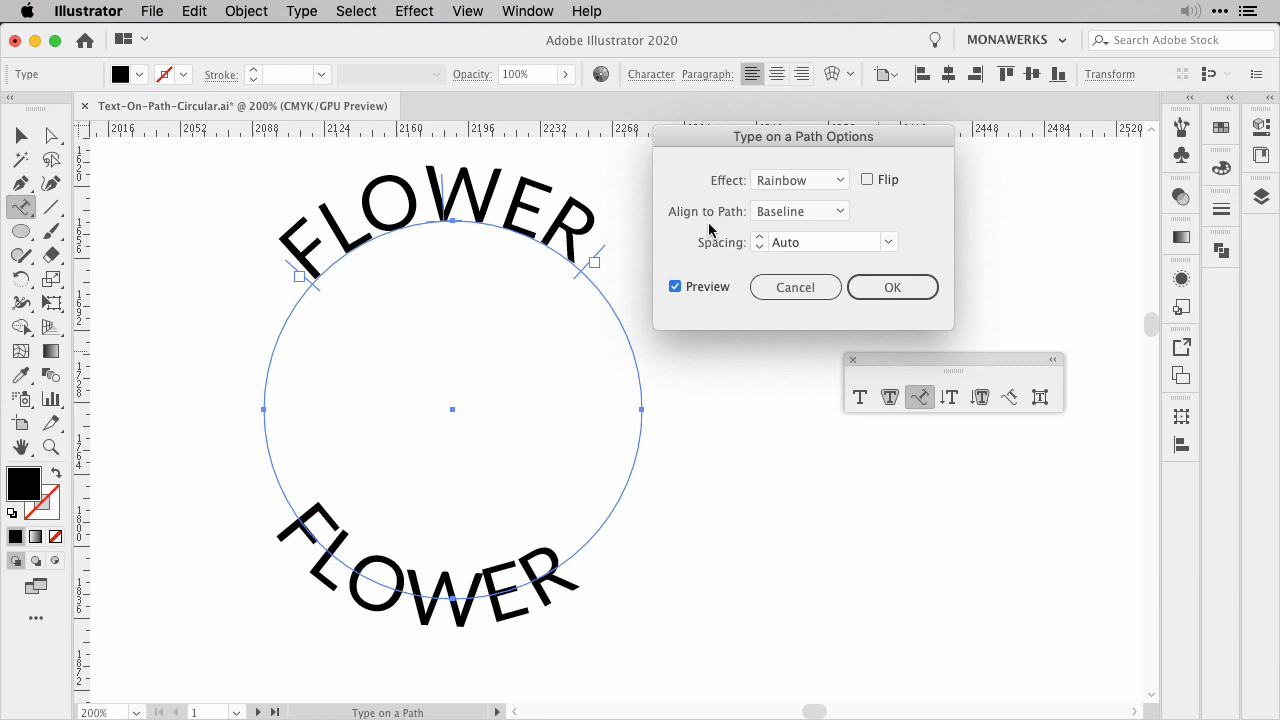 Illustrator File Edit Object Type Select Effect View Window Help
Adobe Illustrator 2020
MONAWERKS
Search Adobe Stock
Type
Stroke:
Opacity: 100%
Character
Paragraph:
Transform
Text-On-Path-Circular.ai* @ 200% (CMYK/GPU Preview)
2016 2052 2088 2124 2160 2196 2232 2268 2448 2484 2520
Type on a Path Options
Effect: Rainbow
Flip
Align to Path: Baseline
Spacing: Auto
Preview
Cancel
OK
FLOWER
FLOWER
200%
1
Type on a Path